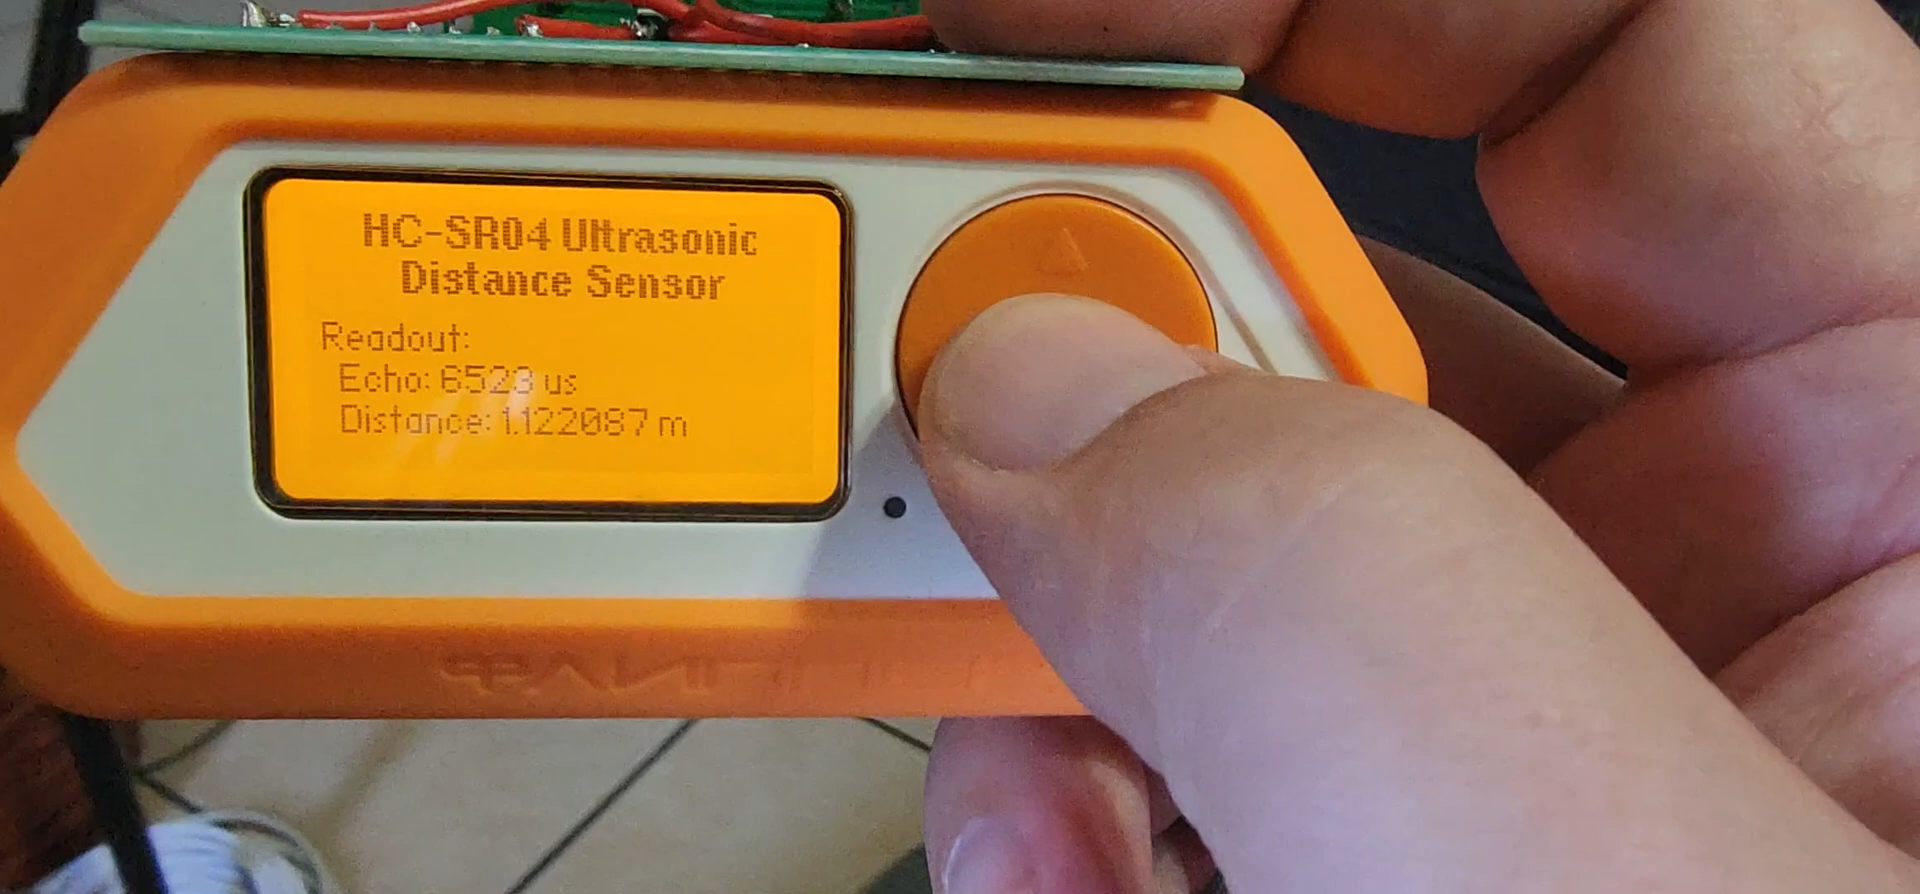 HC-SR04 Ultrasonic
Distance Sensor
Readout:
Echo: 6523 us
Distance: 1.122087 m